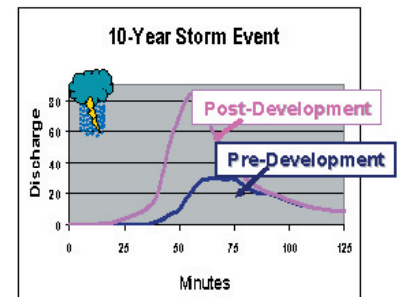 10-Year Storm Event
Discharge
80
60
40
20
0
Post-Development
Pre-Development
0 25 50 75 100 125
Minutes